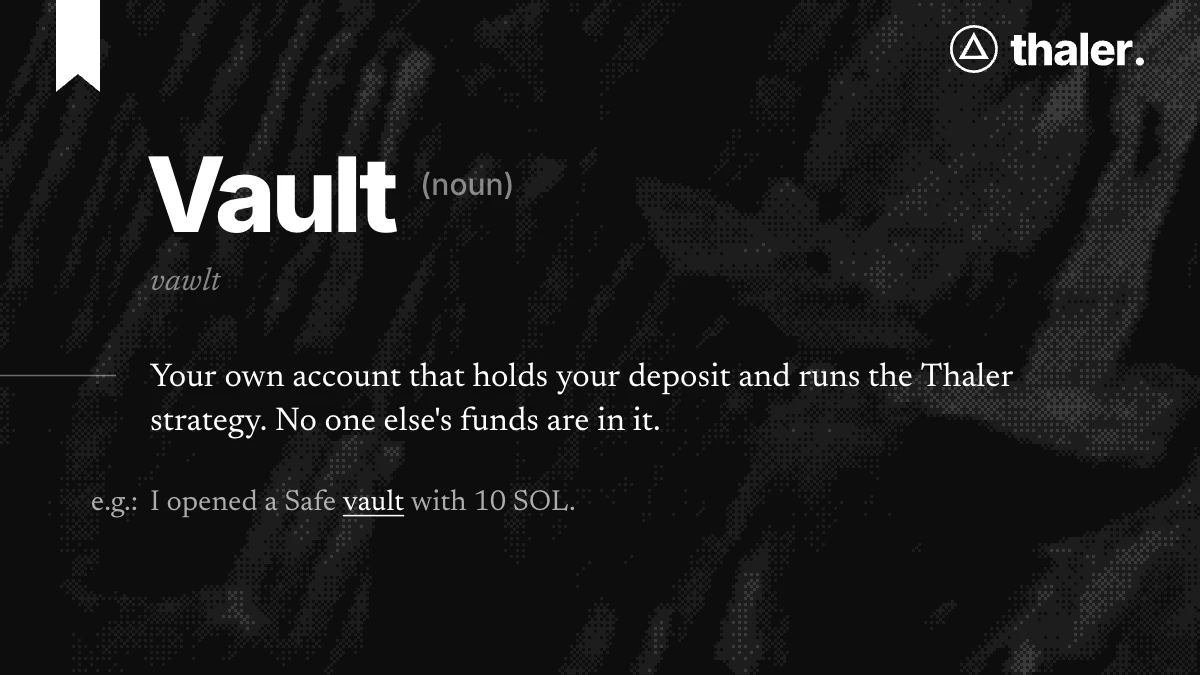 thaler.
Vault (noun)
vawlt
Your own account that holds your deposit and runs the Thaler
strategy. No one else's funds are in it.
e.g.: I opened a Safe vault with 10 SOL.